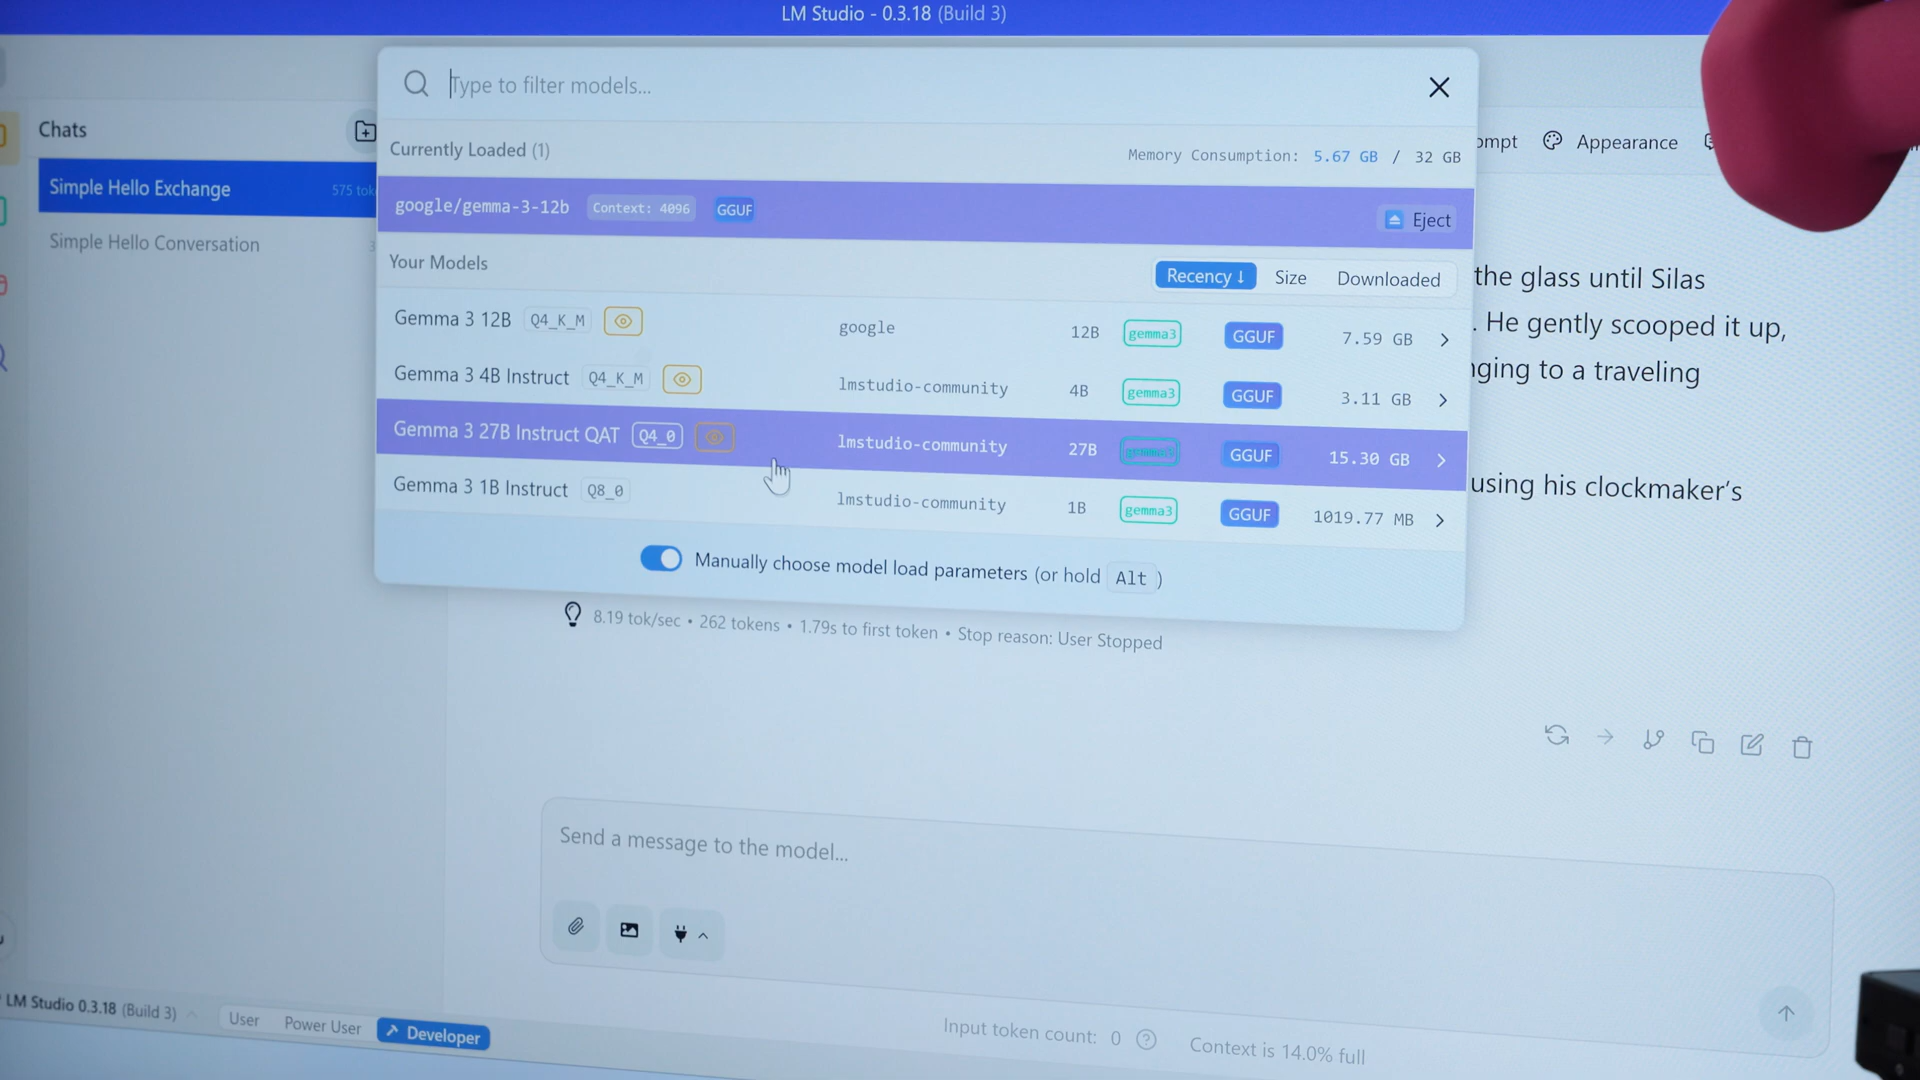 LM Studio - 0.3.18 (Build 3)
Type to filter models...
Chats
Currently Loaded (1)
Memory Consumption: 5.67 GB / 32 GB
Appearance
Simple Hello Exchange
575
google/gemma-3-12b Context: 4096 GGUF
Eject
Simple Hello Conversation
Your Models
Recency ↓ Size Downloaded
the glass until Silas
. He gently scooped it up,
to a traveling
using his clockmaker's
Gemma 3 12B Q4_K_M google 12B gemma3 GGUF 7.59 GB
Gemma 3 4B Instruct Q4_K_M lmstudio-community 4B gemma3 GGUF 3.11 GB
Gemma 3 27B Instruct QAT Q4_0 lmstudio-community 27B gemma3 GGUF 15.30 GB
Gemma 3 1B Instruct Q8_0 lmstudio-community 1B gemma3 GGUF 1019.77 MB
Manually choose model load parameters (or hold Alt )
8.19 tok/sec • 262 tokens • 1.79s to first token • Stop reason: User Stopped
Send a message to the model...
LM Studio 0.3.18 (Build 3)
User Power User Developer
Input token count: 0
Context is 14.0% full